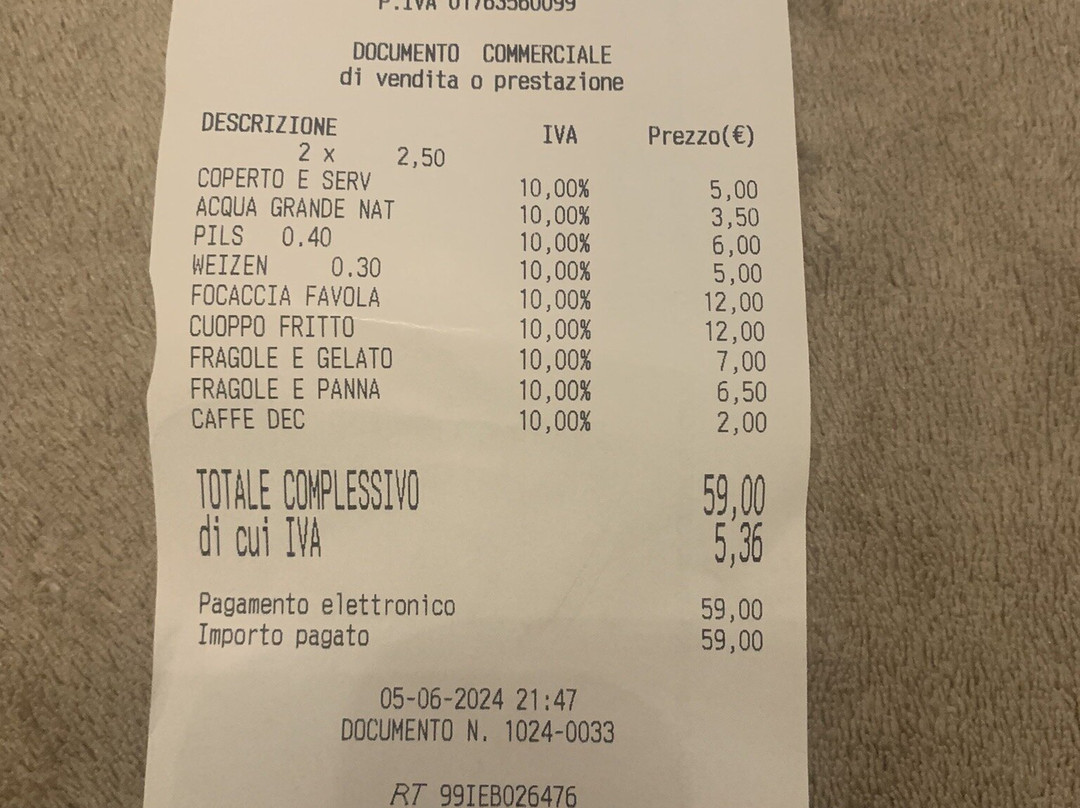 P.IVA 01763560099
DOCUMENTO COMMERCIALE
di vendita o prestazione
DESCRIZIONE IVA Prezzo(€)
2 x 2,50
COPERTO E SERV 10,00% 5,00
ACQUA GRANDE NAT 10,00% 3,50
PILS 0.40 10,00% 6,00
WEIZEN 0.30 10,00% 5,00
FOCACCIA FAVOLA 10,00% 12,00
CUOPPO FRITTO 10,00% 12,00
FRAGOLE E GELATO 10,00% 7,00
FRAGOLE E PANNA 10,00% 6,50
CAFFE DEC 10,00% 2,00
TOTALE COMPLESSIVO 59,00
di cui IVA 5,36
Pagamento elettronico 59,00
Importo pagato 59,00
05-06-2024 21:47
DOCUMENTO N. 1024-0033
RT 99IEB026476